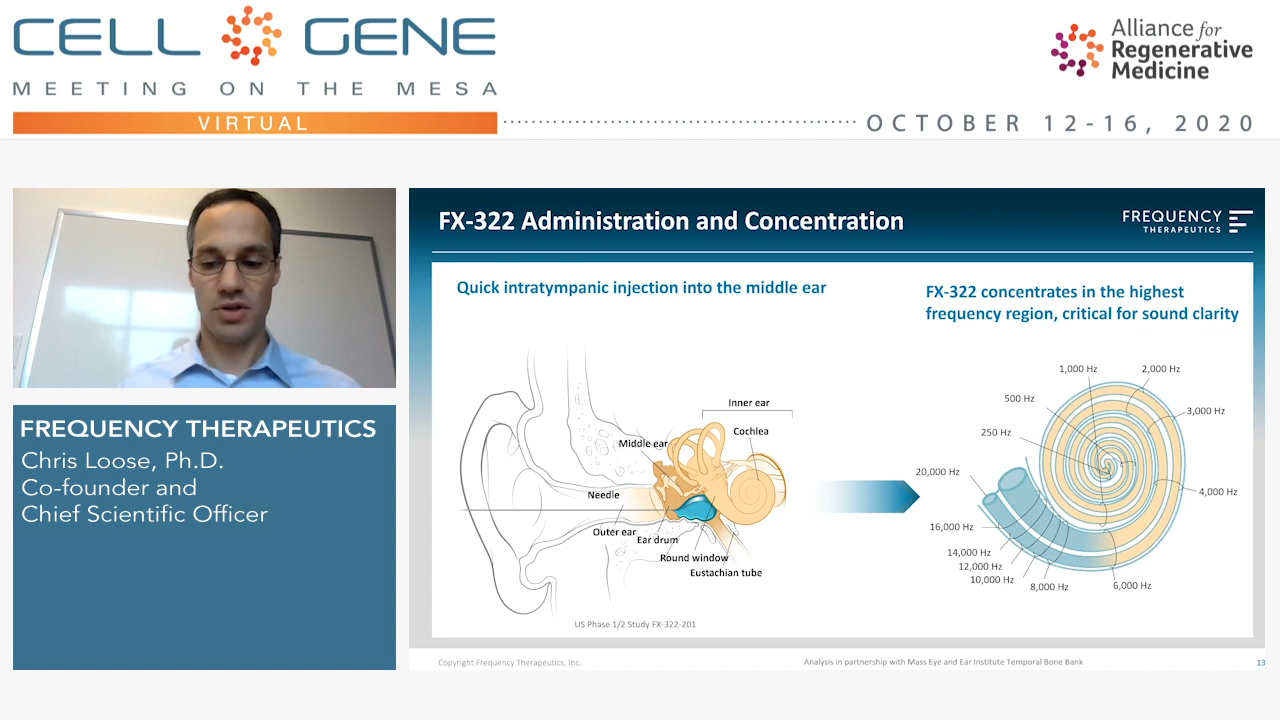 CELL GENE
MEETING ON THE MESA
VIRTUAL
Alliance for
Regenerative
Medicine
OCTOBER 12-16, 2020
FREQUENCY THERAPEUTICS
Chris Loose, Ph.D.
Co-founder and
Chief Scientific Officer
FX-322 Administration and Concentration
FREQUENCY
THERAPEUTICS
Quick intratympanic injection into the middle ear
Inner ear
Cochlea
Middle ear
Needle
Outer ear
Ear drum
Round window
Eustachian tube
US Phase 1/2 Study FX-322-201
FX-322 concentrates in the highest
frequency region, critical for sound clarity
1,000 Hz
2,000 Hz
500 Hz
3,000 Hz
250 Hz
20,000 Hz
4,000 Hz
16,000 Hz
14,000 Hz
12,000 Hz
10,000 Hz
8,000 Hz
6,000 Hz
Copyright Frequency Therapeutics, Inc.
Analysis in partnership with Mass Eye and Ear Institute Temporal Bone Bank
13